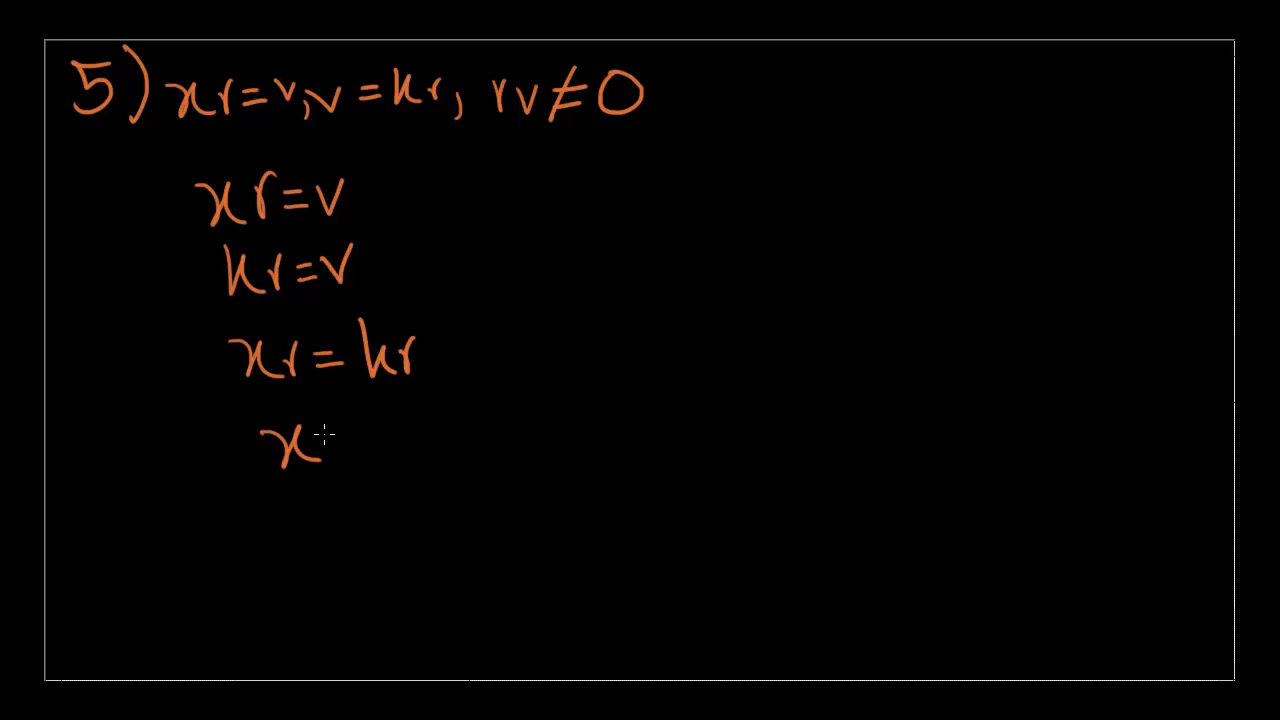 5) xr=v, v=kr, rv≠0
xr=v
kr=v
xr=kr
x